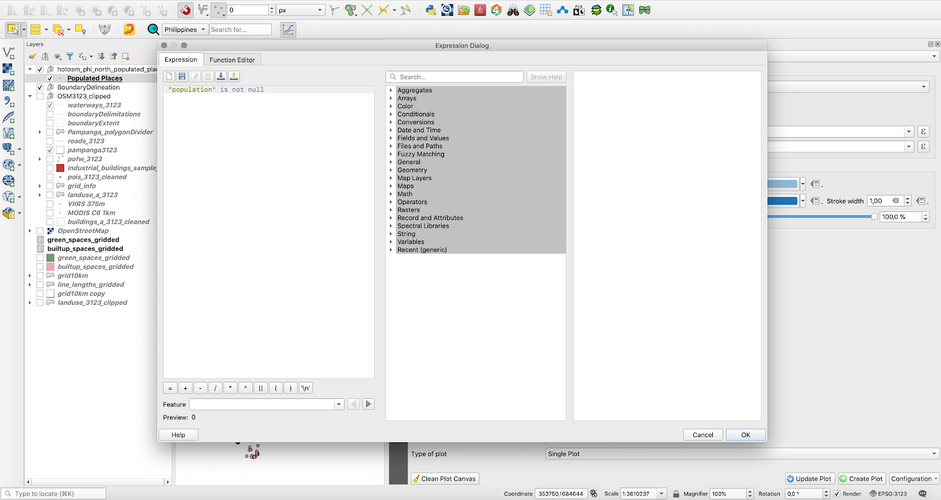 0
px
Philippines
Search for...
Layers
hotosm_phl_north_populated_pla
Populated Places
BoundaryDelineation
OSM3123_clipped
waterways_3123
boundaryDelimitations
boundaryExtent
Pampanga_polygonDivider
roads_3123
pampanga3123
pofw_3123
industrial_buildings_sample_
pois_3123_cleaned
grid_info
landuse_a_3123
VIIRS 375m
MODIS C6 1km
buildings_a_3123_cleaned
OpenStreetMap
green_spaces_gridded
builtup_spaces_gridded
green_spaces_gridded
builtup_spaces_gridded
grid10km
line_lengths_gridded
grid10km copy
landuse_3123_clipped
Expression Dialog
Expression
Function Editor
"population" is not null
= + - / * ^ || ( ) '\n'
Feature
Preview: 0
Search...
Show Help
Aggregates
Arrays
Color
Conditionals
Conversions
Date and Time
Fields and Values
Files and Paths
Fuzzy Matching
General
Geometry
Map Layers
Maps
Math
Operators
Rasters
Record and Attributes
Spectral Libraries
String
Variables
Recent (generic)
Help
Cancel
OK
ε
ε
Stroke width
1,00
100,0 %
Type of plot
Single Plot
Clean Plot Canvas
Update Plot
Create Plot
Configuration
Type to locate (⌘K)
Coordinate
353750,1684644
Scale
1:3610237
Magnifier
100%
Rotation
0,0°
Render
EPSG:3123